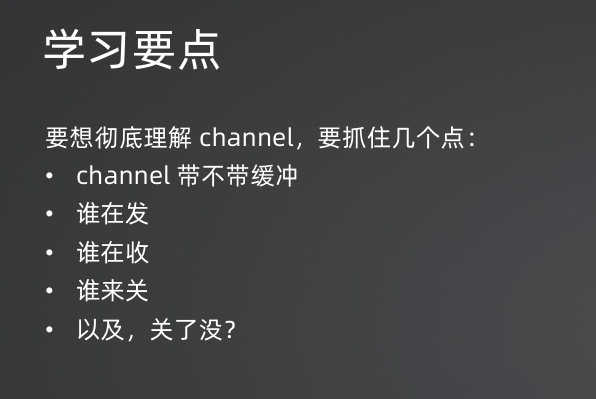 学习要点
要想彻底理解 channel，要抓住几个点：
• channel 带不带缓冲
• 谁在发
• 谁在收
• 谁来关
• 以及，关了没？